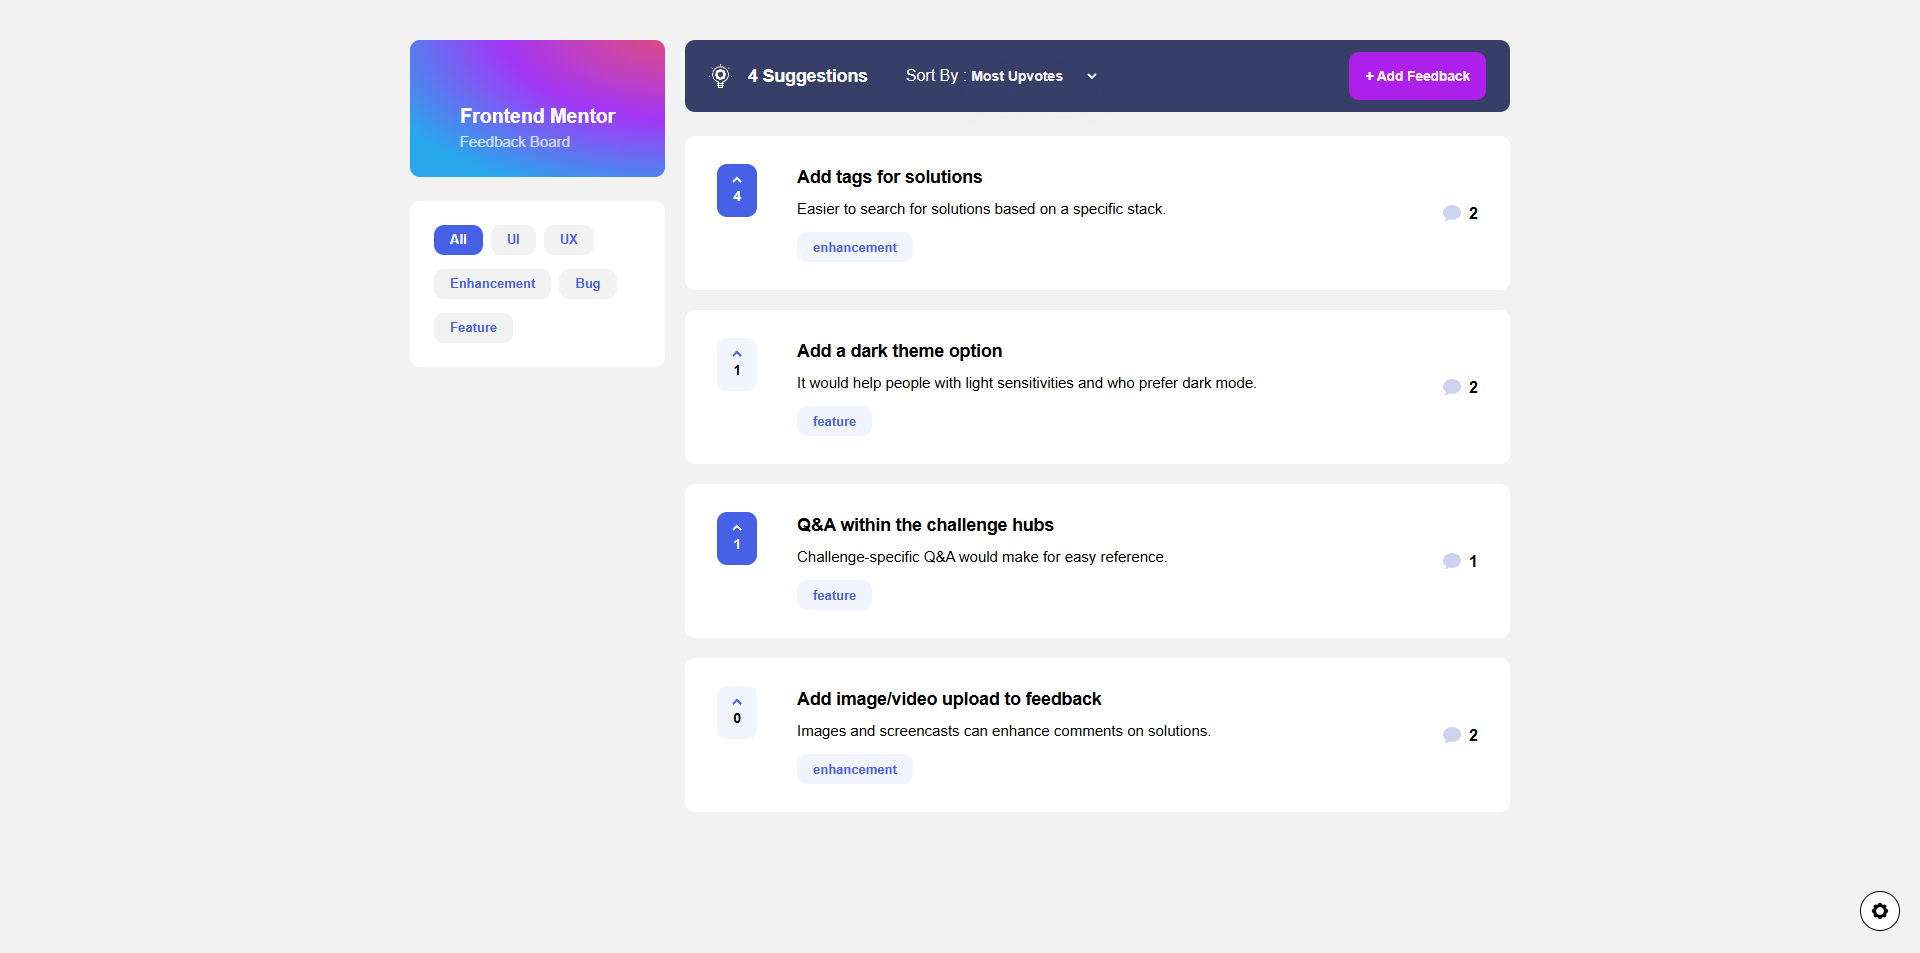 Frontend Mentor
Feedback Board
All UI UX
Enhancement Bug
Feature
4 Suggestions Sort By : Most Upvotes + Add Feedback
4
Add tags for solutions
Easier to search for solutions based on a specific stack.
enhancement
2
1
Add a dark theme option
It would help people with light sensitivities and who prefer dark mode.
feature
2
1
Q&A within the challenge hubs
Challenge-specific Q&A would make for easy reference.
feature
1
0
Add image/video upload to feedback
Images and screencasts can enhance comments on solutions.
enhancement
2